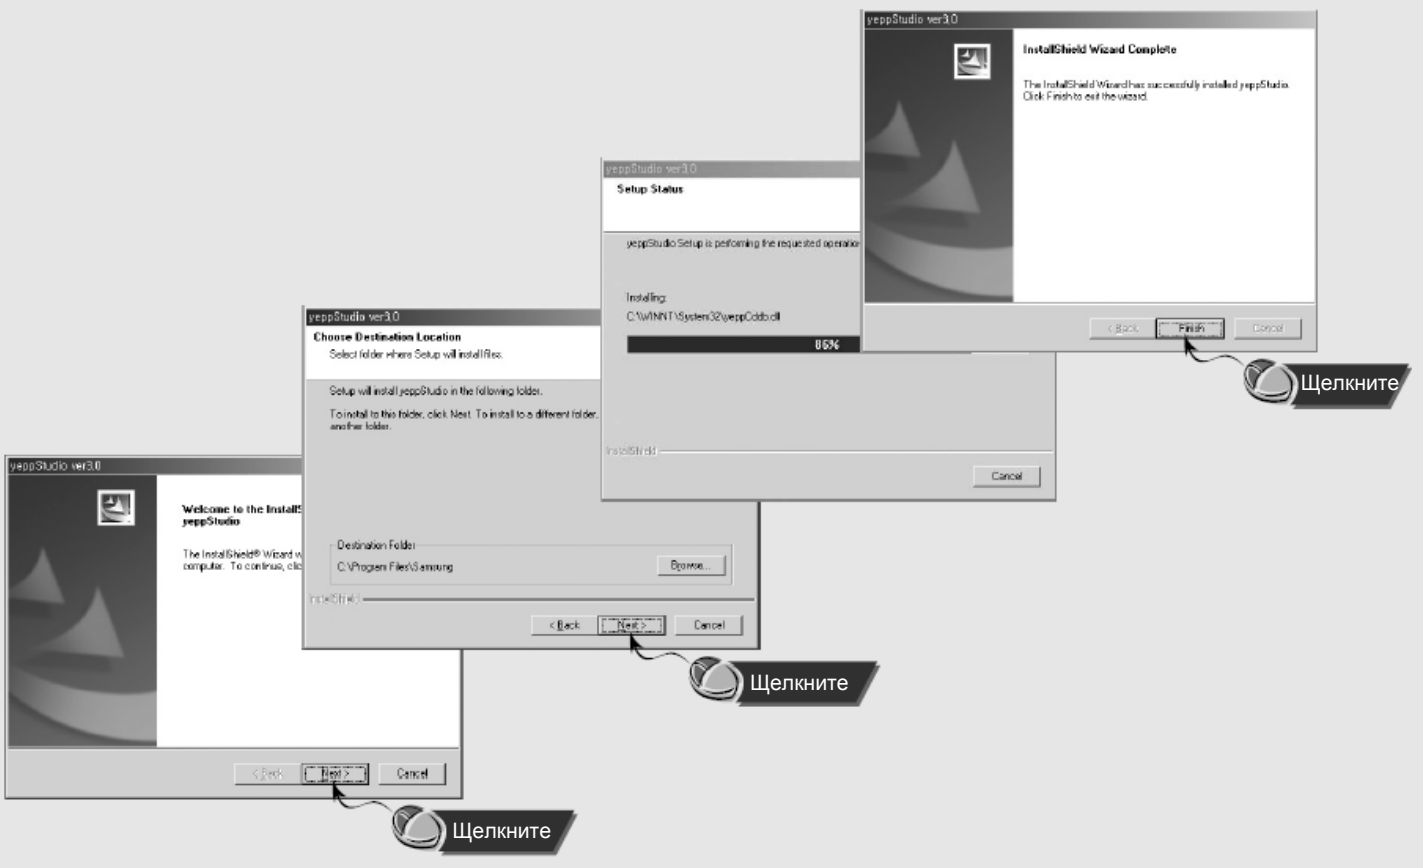 yeppStudio ver3.0
Welcome to the InstallS
yeppStudio
The InstallShield® Wizard w
computer. To continue, clic
< Back
Next >
Cancel
Щелкните
yeppStudio ver3.0
Choose Destination Location
Select folder where Setup will install files.
Setup will install yeppStudio in the following folder.
To install to this folder, click Next. To install to a different folder,
another folder.
Destination Folder
C:\Program Files\Samsung
Browse...
InstallShield
< Back
Next >
Cancel
Щелкните
yeppStudio ver3.0
Setup Status
yeppStudio Setup is performing the requested operation
Installing:
C:\WINNT\System32\yeppCddb.dll
86%
InstallShield
Cancel
yeppStudio ver3.0
InstallShield Wizard Complete
The InstallShield Wizard has successfully installed yeppStudio.
Click Finish to exit the wizard.
< Back
Finish
Cancel
Щелкните